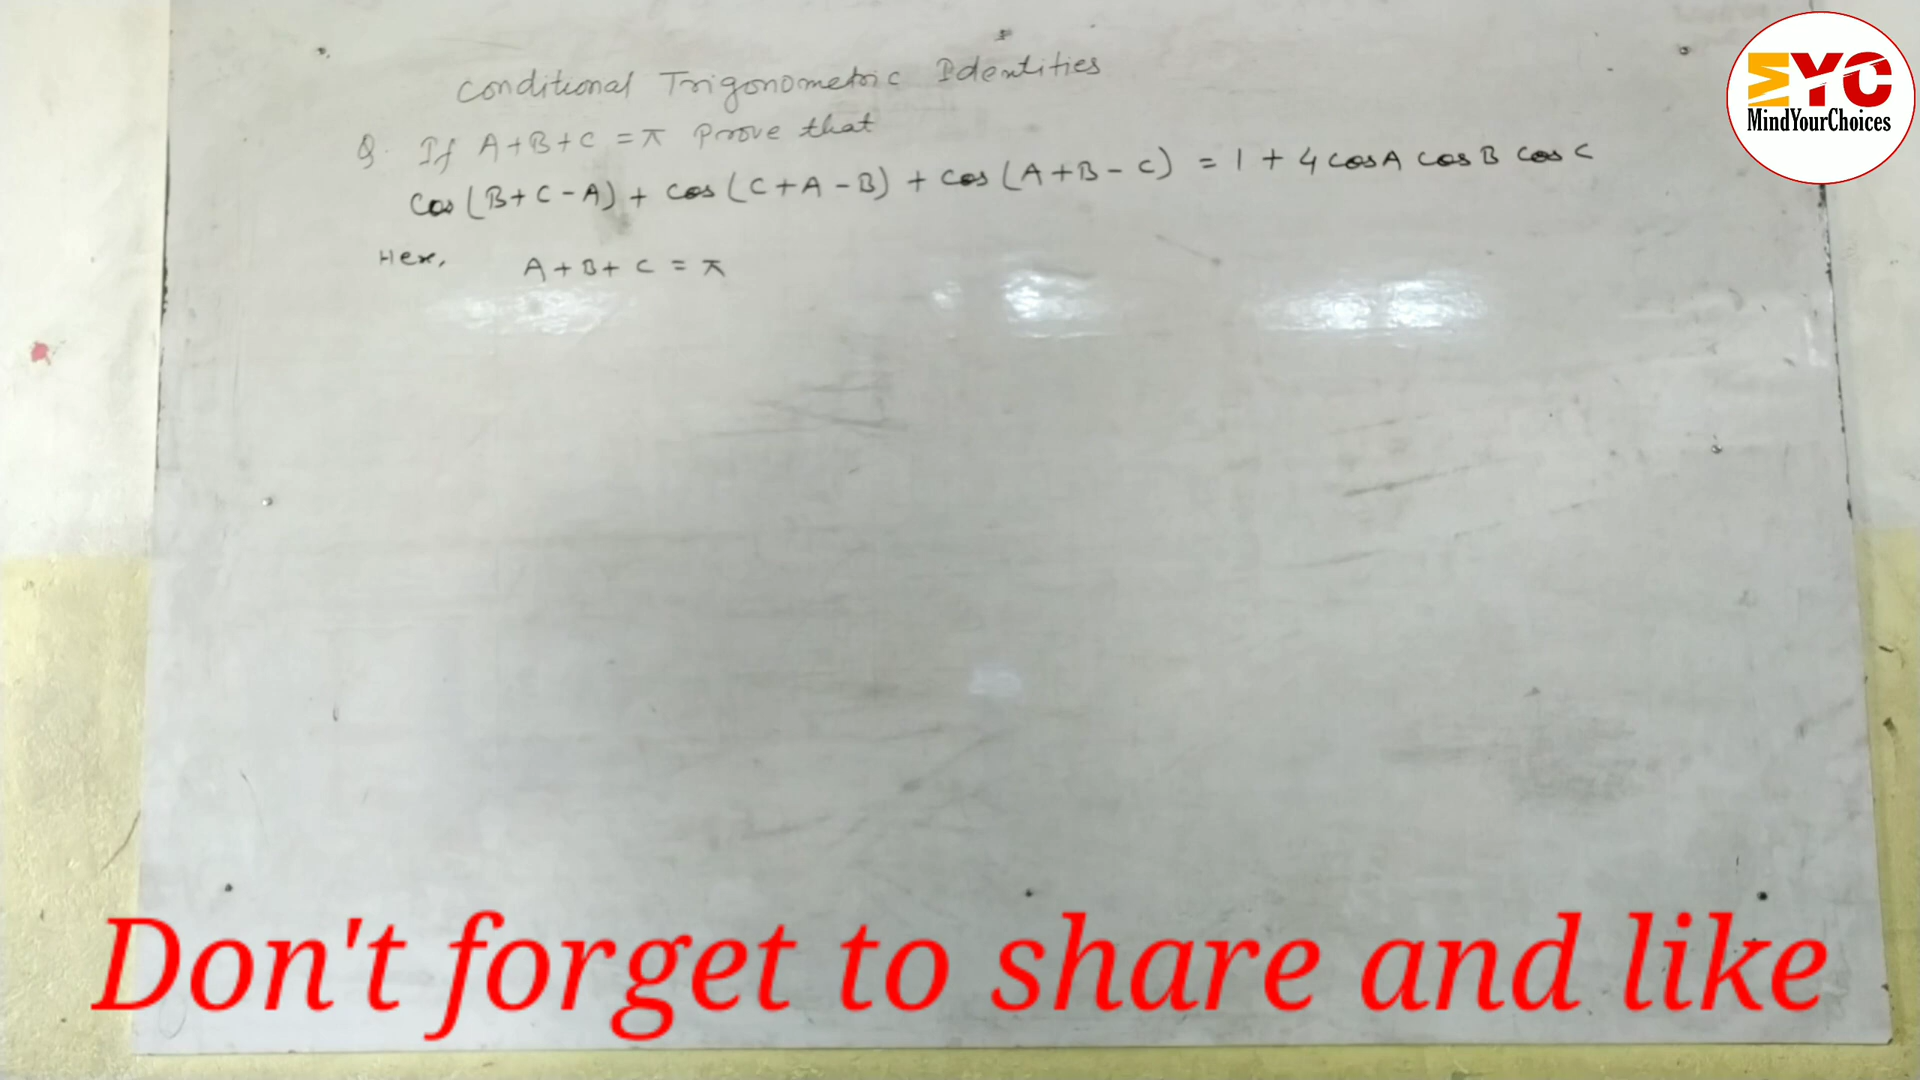 Conditional Trigonometric Identities
Q. If A+B+C = π Prove that
Cos(B+C-A) + Cos(C+A-B) + Cos(A+B-C) = 1 + 4 cosA cosB cosC
Here, A+B+C = π
MYC
MindYourChoices
Don't forget to share and like